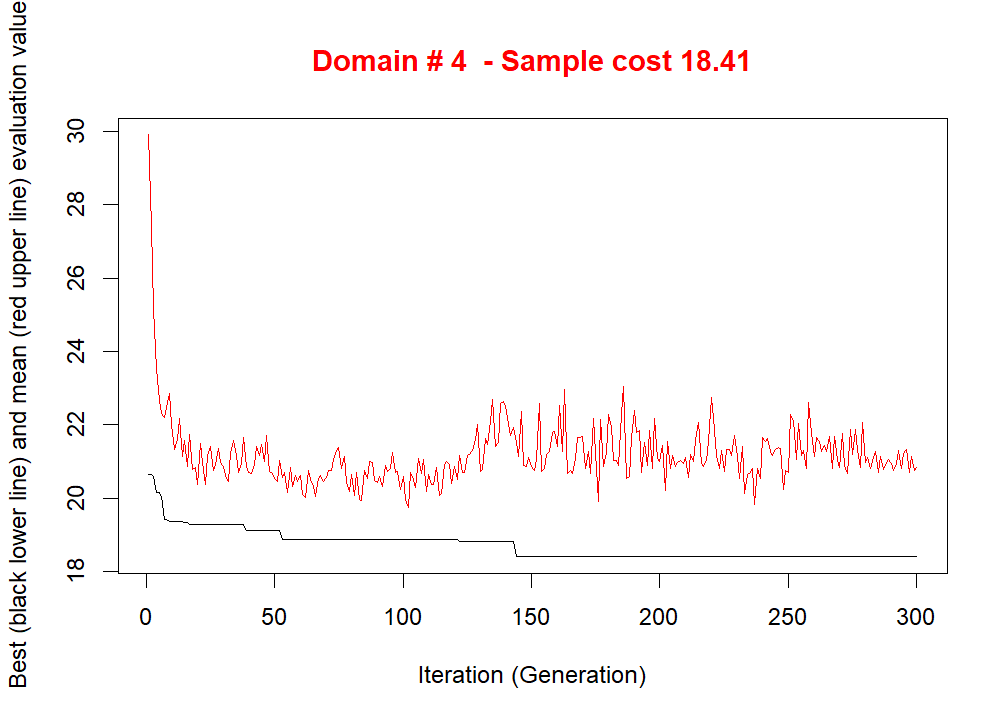 Domain # 4  - Sample cost 18.41
Best (black lower line) and mean (red upper line) evaluation value
30
28
26
24
22
20
18
0 50 100 150 200 250 300
Iteration (Generation)